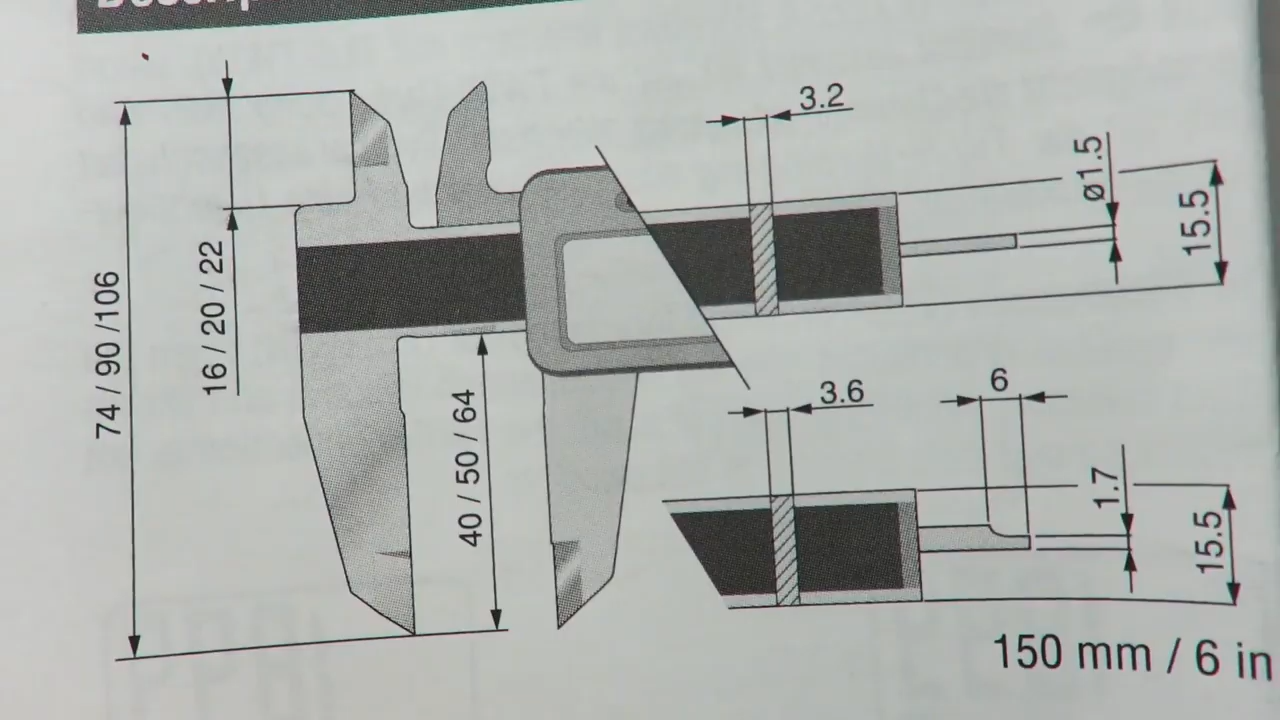 3.2
ø1.5
15.5
74 / 90 /106
16 / 20 / 22
40 / 50 / 64
3.6
6
1.7
15.5
150 mm / 6 in